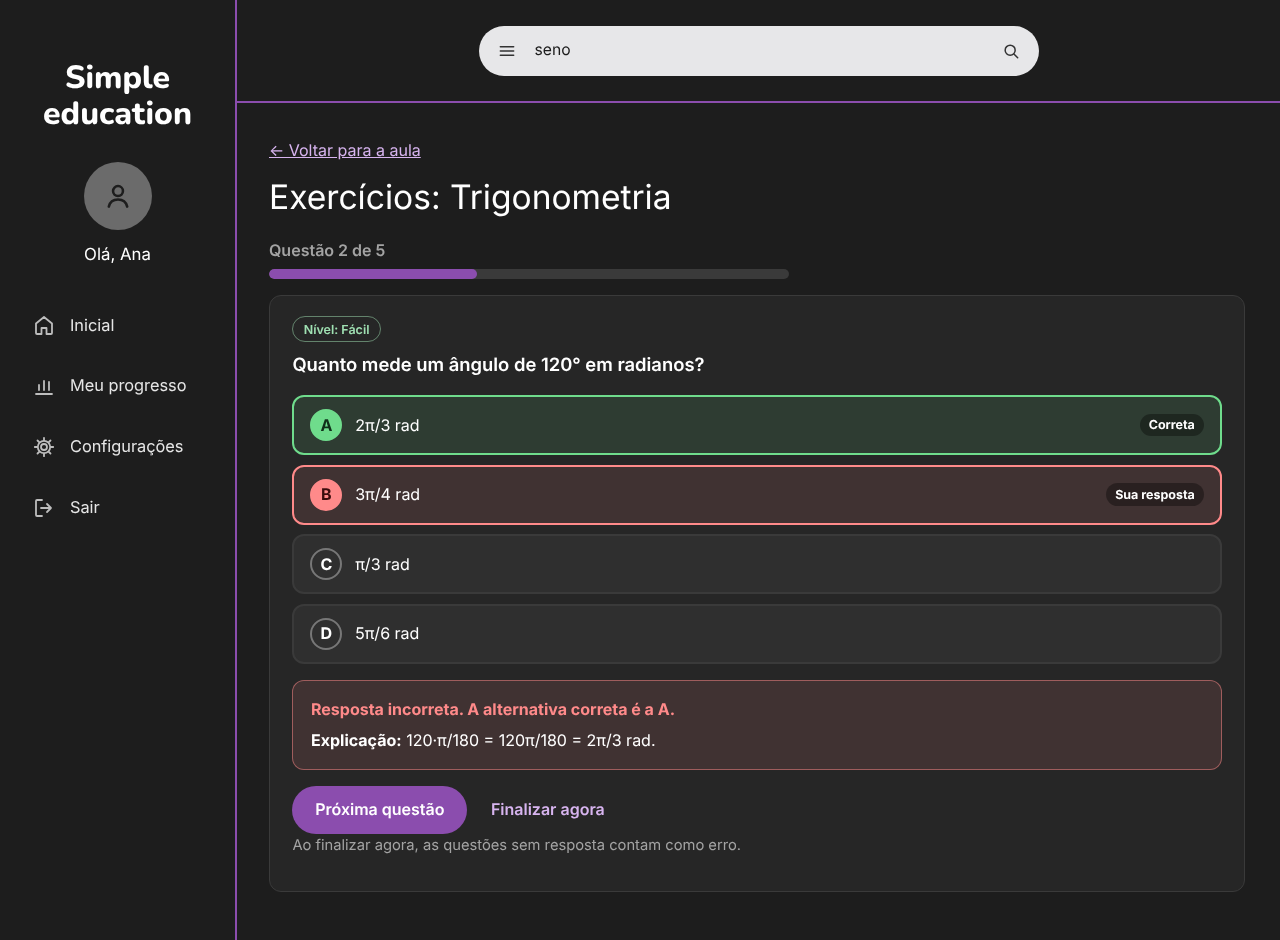 Simple
education
Olá, Ana
Inicial
Meu progresso
Configurações
Sair
seno
← Voltar para a aula
Exercícios: Trigonometria
Questão 2 de 5
Nível: Fácil
Quanto mede um ângulo de 120° em radianos?
A 2π/3 rad Correta
B 3π/4 rad Sua resposta
C π/3 rad
D 5π/6 rad
Resposta incorreta. A alternativa correta é a A.
Explicação: 120·π/180 = 120π/180 = 2π/3 rad.
Próxima questão Finalizar agora
Ao finalizar agora, as questões sem resposta contam como erro.